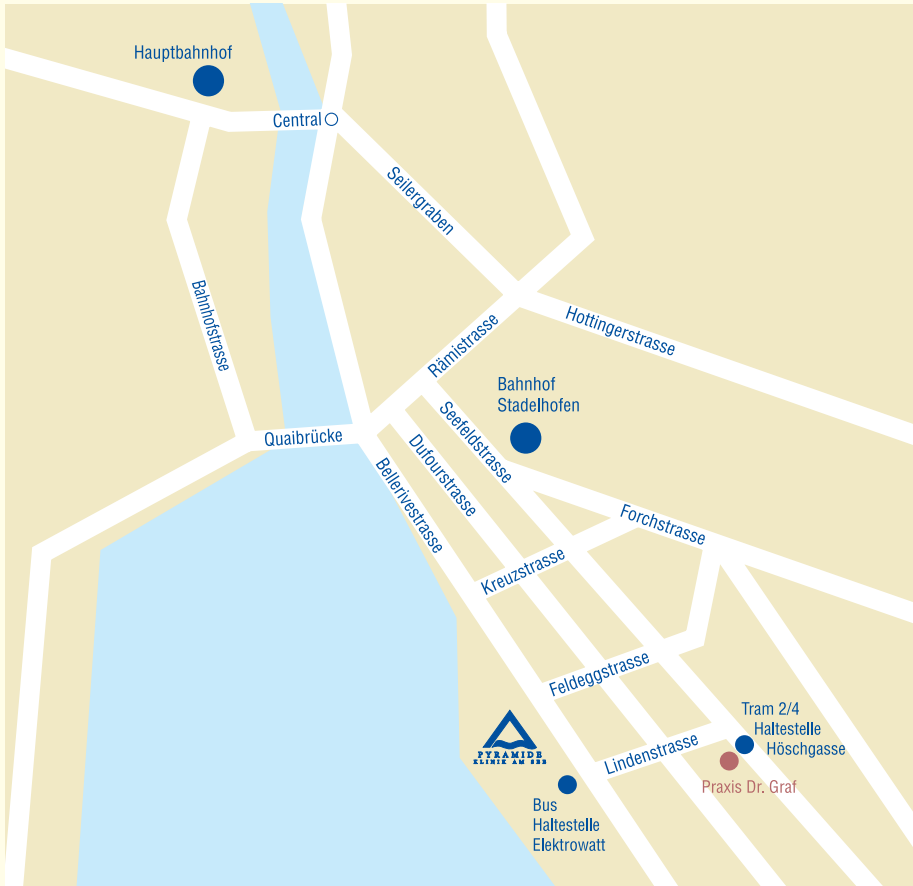 Hauptbahnhof
Central
Seilergraben
Bahnhofstrasse
Hottingerstrasse
Rämistrasse
Bahnhof
Stadelhofen
Quaibrücke
Seefeldstrasse
Dufourstrasse
Bellerivestrasse
Forchstrasse
Kreuzstrasse
Feldeggstrasse
Tram 2/4
Haltestelle
Höschgasse
PYRAMIDE
KLINIK AM SEE
Lindenstrasse
Praxis Dr. Graf
Bus
Haltestelle
Elektrowatt